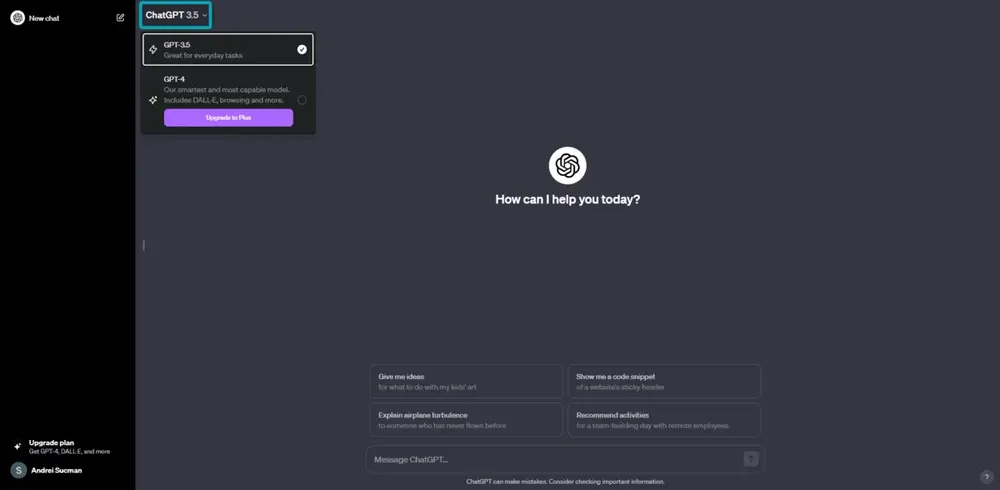 New chat
ChatGPT 3.5
GPT-3.5
Great for everyday tasks
GPT-4
Our smartest and most capable model.
Includes DALL·E, browsing and more.
Upgrade to Plus
How can I help you today?
Give me ideas
for what to do with my kids' art
Show me a code snippet
of a website's sticky header
Explain airplane turbulence
to someone who has never flown before
Recommend activities
for a team-building day with remote employees
Message ChatGPT...
ChatGPT can make mistakes. Consider checking important information.
Upgrade plan
Get GPT-4, DALL·E, and more
S
Andrei Sucman
?